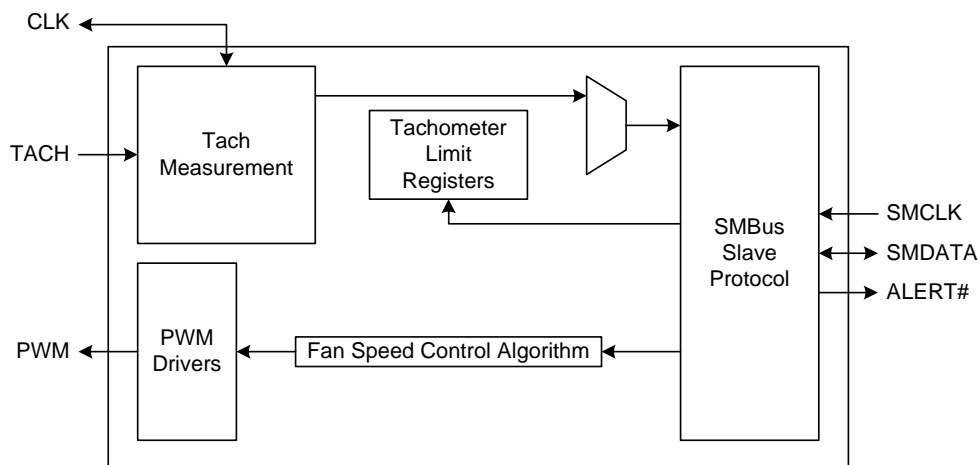 CLK
Tach
Measurement
TACH
Tachometer
Limit
Registers
SMBus
Slave
Protocol
SMCLK
SMDATA
ALERT#
PWM
PWM
Drivers
Fan Speed Control Algorithm